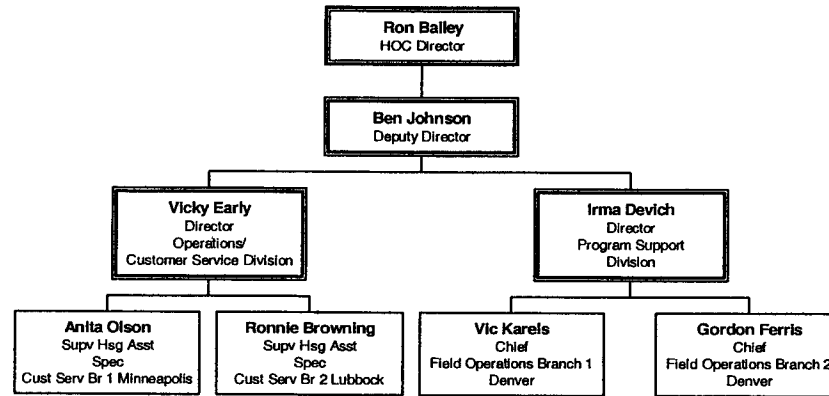 Ron Bailey
HOC Director
Ben Johnson
Deputy Director
Vicky Early
Director
Operations/
Customer Service Division
Irma Devich
Director
Program Support
Division
Anita Olson
Supv Hsg Asst
Spec
Cust Serv Br 1 Minneapolis
Ronnie Browning
Supv Hsg Asst
Spec
Cust Serv Br 2 Lubbock
Vic Karels
Chief
Field Operations Branch 1
Denver
Gordon Ferris
Chief
Field Operations Branch 2
Denver